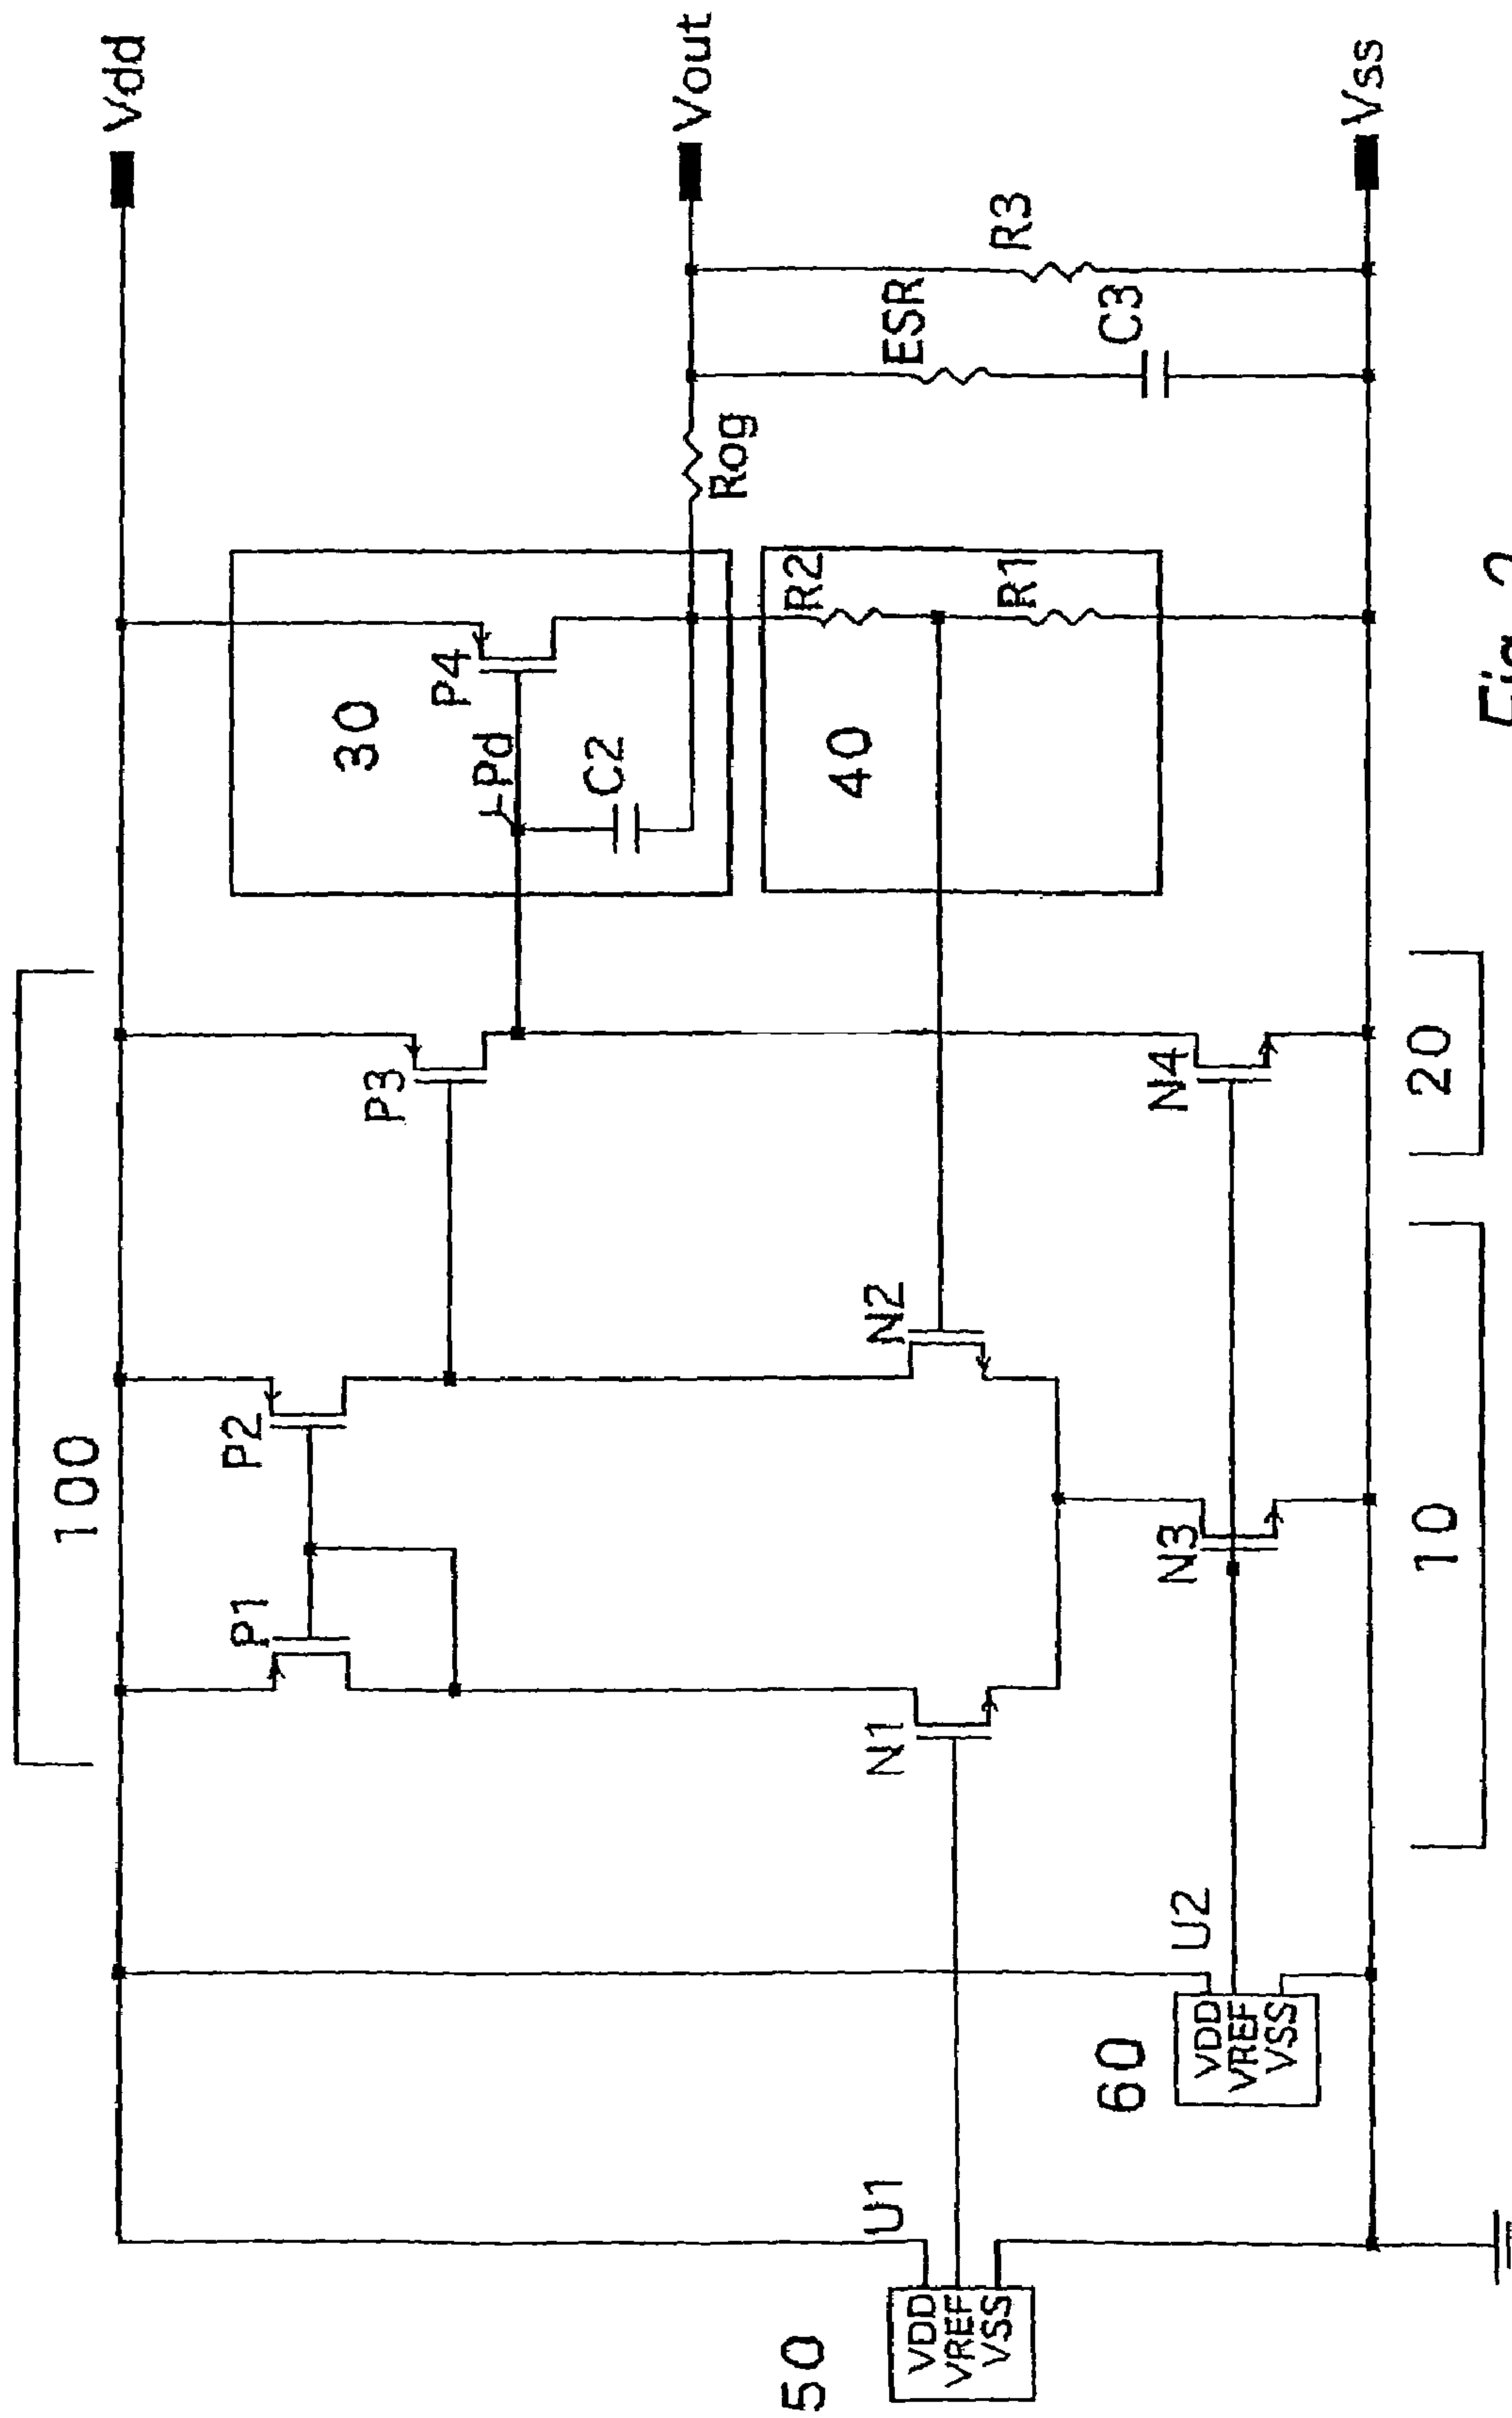 100
Vdd
P1
P2
P3
30
P4
Pd
C2
Vout
Rog
50
U1
VDD
VREF
VSS
N1
N2
40
R2
R1
ESR
R3
C3
60
U2
VDD
VREF
VSS
N3
N4
Vss
10
20
Fig.